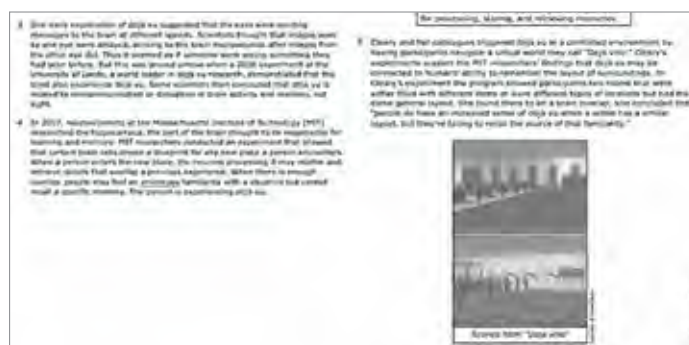 3 One early explanation of déjà vu suggested that the eyes were sending
messages to the brain at different speeds. Scientists thought that images seen
by one eye were delayed, arriving to the brain microseconds after images from
the other eye did. Thus it seemed as if someone were seeing something they
had seen before. But this was proved untrue when a 2006 experiment at the
University of Leeds, a world leader in déjà vu research, demonstrated that the
blind also experience déjà vu. Some scientists then concluded that déjà vu is
related to miscommunication or disruption in brain activity and memory, not
sight.
4 In 2017, neuroscientists at the Massachusetts Institute of Technology (MIT)
researched the hippocampus, the part of the brain thought to be responsible for
learning and memory. MIT researchers conducted an experiment that showed
that certain brain cells create a blueprint for any new place a person encounters.
When a person enters the new place, the neurons processing it may realize and
retrieve details that overlap a previous experience. When there is enough
overlap, people may feel an familiarity with a situation but cannot
recall a specific memory. The person is experiencing déjà vu.
for processing, storing, and retrieving memories.
5 Cleary and her colleagues triggered déjà vu in a controlled environment by
having participants navigate a virtual world they call "Deja ville." Cleary's
experiments support the MIT researchers' findings that déjà vu may be
connected to humans' ability to remember the layout of surroundings. In
Cleary's experiment the program showed participants two rooms that were
either filled with different items or were different types of locations but had the
same general layout. She found there to be a brain overlap, and concluded that
"people do have an increased sense of déjà vu when a scene has a similar
layout, but they're failing to recall the source of that familiarity."
Scenes from "Deja ville"